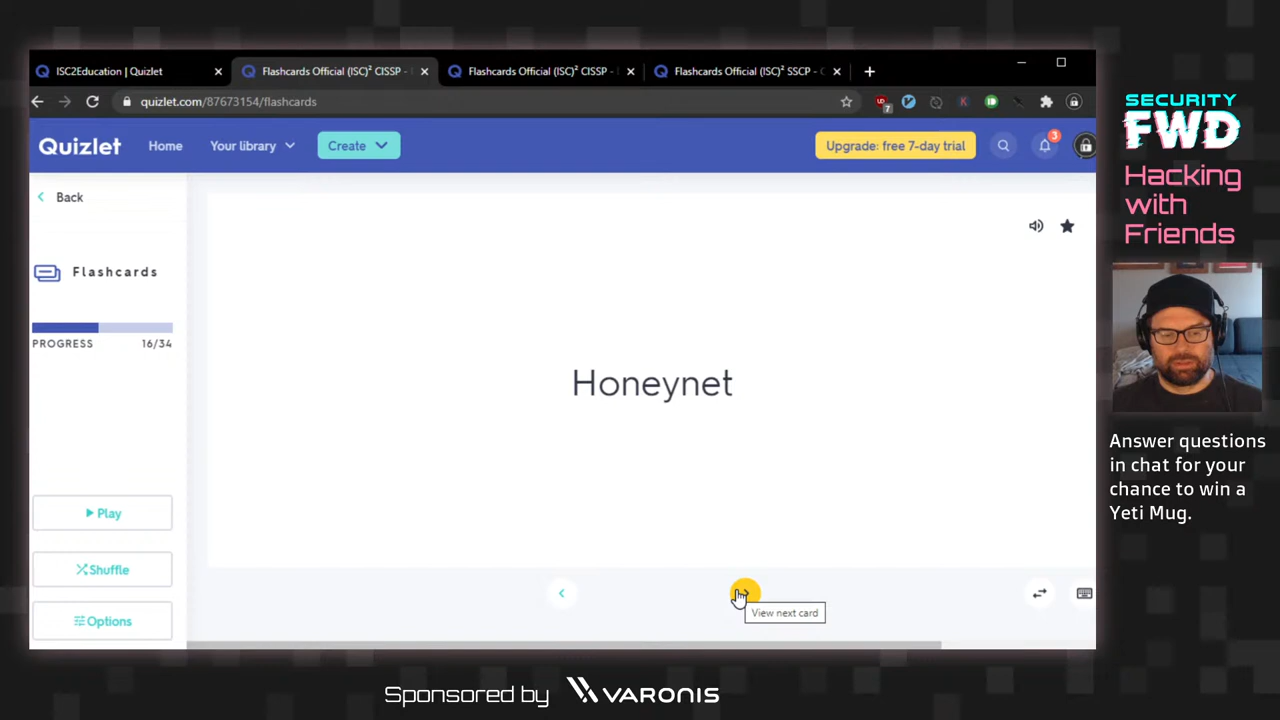 ISC2Education | Quizlet
Flashcards Official (ISC)² CISSP -
Flashcards Official (ISC)² CISSP -
Flashcards Official (ISC)² SSCP -
quizlet.com/87673154/flashcards
7
Quizlet
Home
Your library
Create
Upgrade: free 7-day trial
3
Back
Flashcards
PROGRESS 16/34
Honeynet
Play
Shuffle
Options
View next card
SECURITY
FWD
Hacking
with
Friends
Answer questions
in chat for your
chance to win a
Yeti Mug.
Sponsored by VARONIS